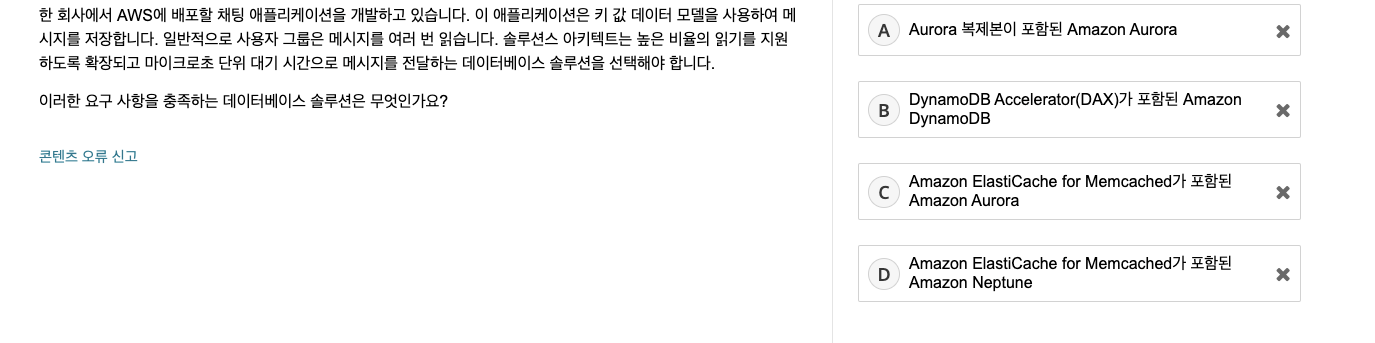 한 회사에서 AWS에 배포할 채팅 애플리케이션을 개발하고 있습니다. 이 애플리케이션은 키 값 데이터 모델을 사용하여 메
시지를 저장합니다. 일반적으로 사용자 그룹은 메시지를 여러 번 읽습니다. 솔루션스 아키텍트는 높은 비율의 읽기를 지원
하도록 확장되고 마이크로초 단위 대기 시간으로 메시지를 전달하는 데이터베이스 솔루션을 선택해야 합니다.
이러한 요구 사항을 충족하는 데이터베이스 솔루션은 무엇인가요?
콘텐츠 오류 신고
A Aurora 복제본이 포함된 Amazon Aurora
B DynamoDB Accelerator(DAX)가 포함된 Amazon
DynamoDB
C Amazon ElastiCache for Memcached가 포함된
Amazon Aurora
D Amazon ElastiCache for Memcached가 포함된
Amazon Neptune